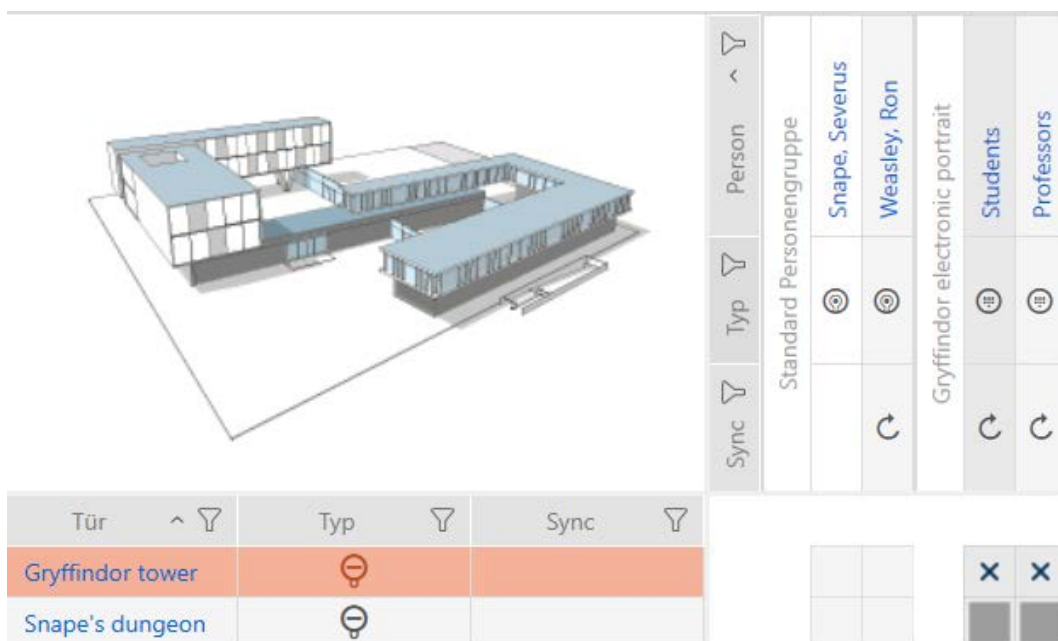 Person
Typ
Sync
Standard Personengruppe
Snape, Severus
Weasley, Ron
Gryffindor electronic portrait
Students
Professors
Tür Typ Sync
Gryffindor tower
Snape's dungeon